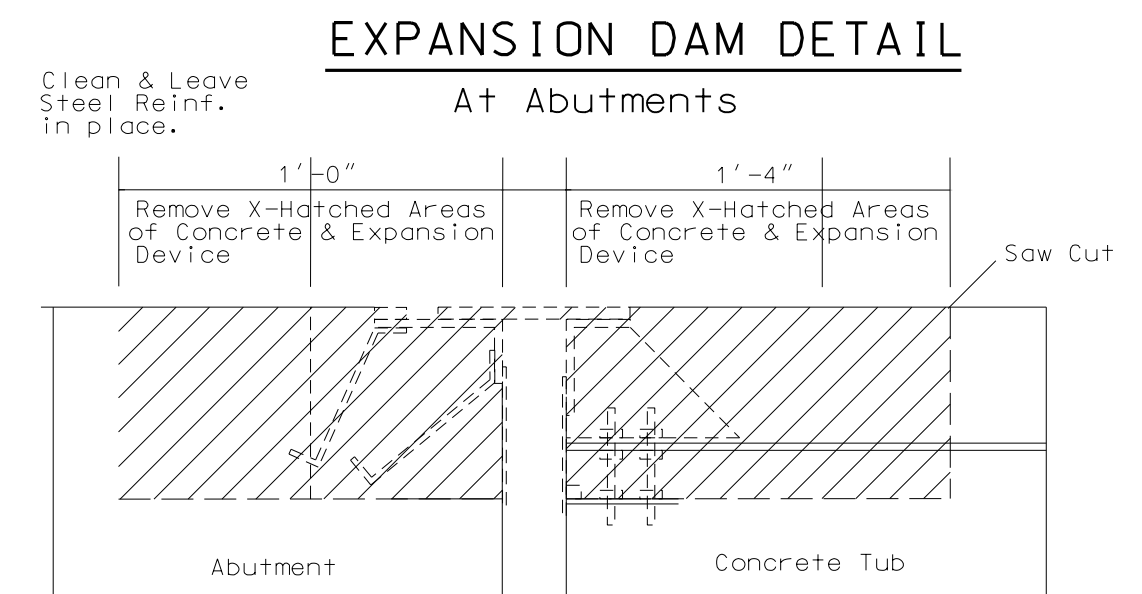 EXPANSION DAM DETAIL
At Abutments
Clean & Leave
Steel Reinf.
in place.
1'-0"
1'-4"
Remove X-Hatched Areas
of Concrete & Expansion
Device
Remove X-Hatched Areas
of Concrete & Expansion
Device
Saw Cut
Abutment
Concrete Tub